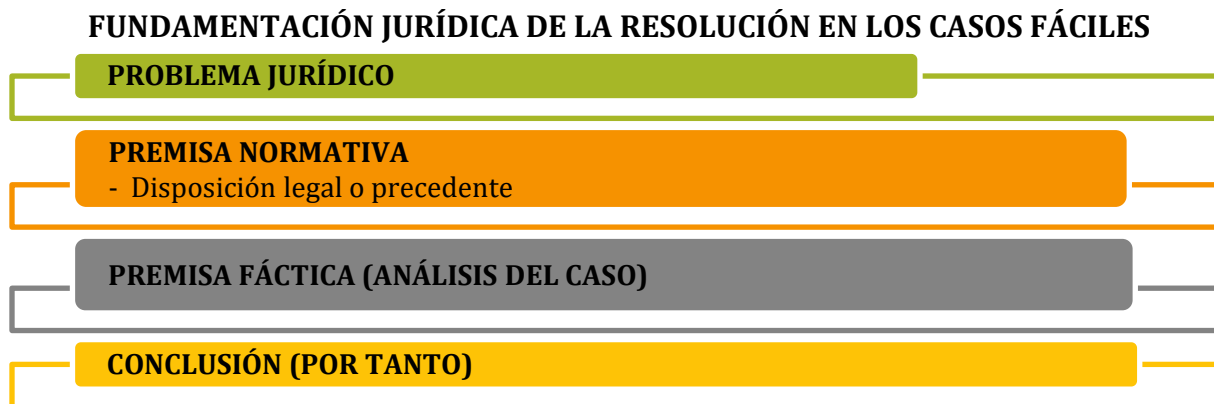 FUNDAMENTACIÓN JURÍDICA DE LA RESOLUCIÓN EN LOS CASOS FÁCILES
PROBLEMA JURÍDICO
PREMISA NORMATIVA
- Disposición legal o precedente
PREMISA FÁCTICA (ANÁLISIS DEL CASO)
CONCLUSIÓN (POR TANTO)